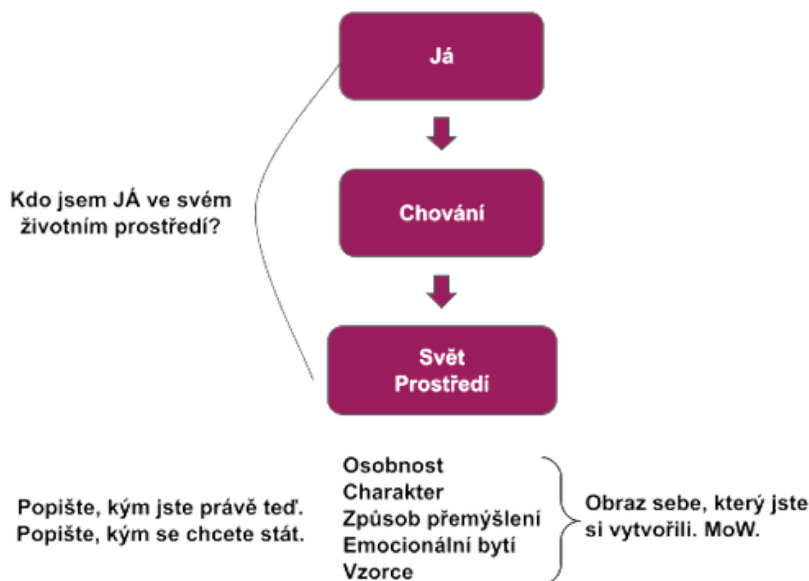 Já
Kdo jsem JÁ ve svém
životním prostředí?
Chování
Svět
Prostředí
Popište, kým jste právě teď.
Popište, kým se chcete stát.
Osobnost
Charakter
Způsob přemýšlení
Emocionální bytí
Vzorce
Obraz sebe, který jste
si vytvořili. MoW.